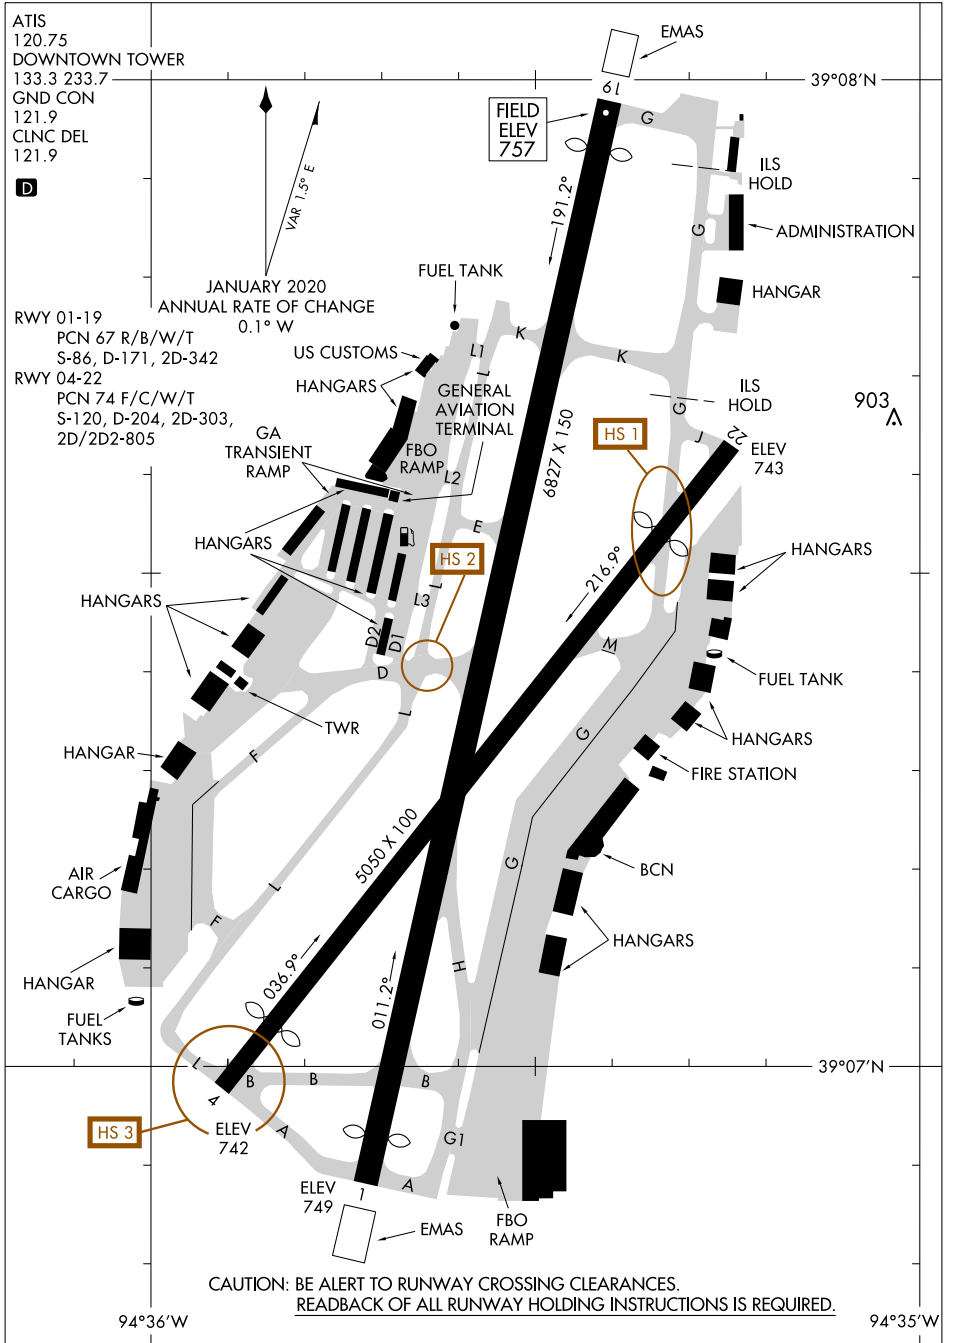 ATIS
120.75
DOWNTOWN TOWER
133.3 233.7
GND CON
121.9
CLNC DEL
121.9
D
EMAS
39°08'N
19
FIELD
ELEV
757
G
ILS
HOLD
VAR 1.5° E
191.2°
G
ADMINISTRATION
JANUARY 2020
ANNUAL RATE OF CHANGE
0.1° W
FUEL TANK
HANGAR
RWY 01-19
PCN 67 R/B/W/T
S-86, D-171, 2D-342
RWY 04-22
PCN 74 F/C/W/T
S-120, D-204, 2D-303,
2D/2D2-805
US CUSTOMS
L1
K
K
HANGARS
L
GENERAL
AVIATION
TERMINAL
ILS
HOLD
903
G
J
22
ELEV
743
HS 1
GA
TRANSIENT
RAMP
FBO
RAMP
L2
6827 X 150
E
HANGARS
HS 2
216.9°
HANGARS
HANGARS
L
L3
D2
D1
D
M
FUEL TANK
L
TWR
G
HANGARS
HANGAR
F
FIRE STATION
5050 X 100
G
BCN
AIR
CARGO
L
F
HANGARS
HANGAR
036.9°
011.2°
H
FUEL
TANKS
L
B
B
B
39°07'N
4
HS 3
ELEV
742
A
G1
ELEV
749
1
A
EMAS
FBO
RAMP
CAUTION: BE ALERT TO RUNWAY CROSSING CLEARANCES.
READBACK OF ALL RUNWAY HOLDING INSTRUCTIONS IS REQUIRED.
94°36'W
94°35'W